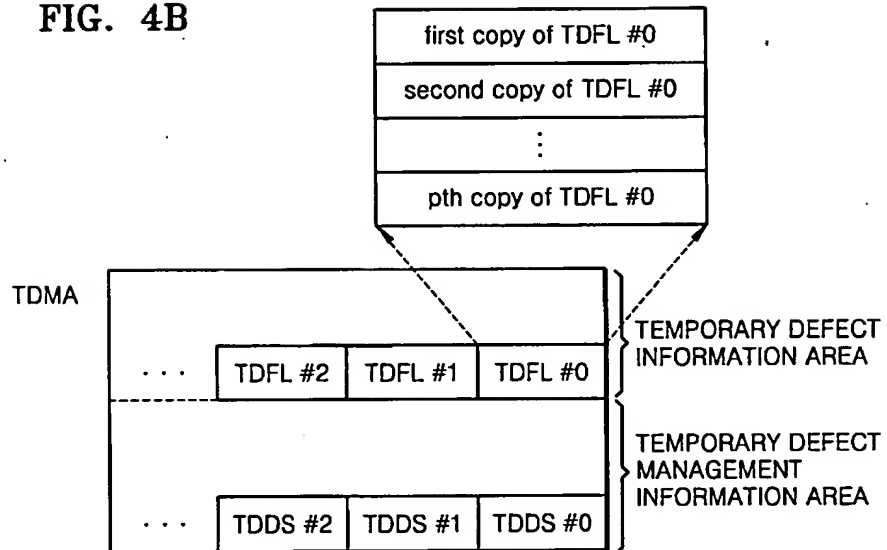 FIG. 4B
first copy of TDFL #0
second copy of TDFL #0
⋮
pth copy of TDFL #0
TDMA
TEMPORARY DEFECT
INFORMATION AREA
· · · TDFL #2 TDFL #1 TDFL #0
TEMPORARY DEFECT
MANAGEMENT
INFORMATION AREA
· · · TDDS #2 TDDS #1 TDDS #0